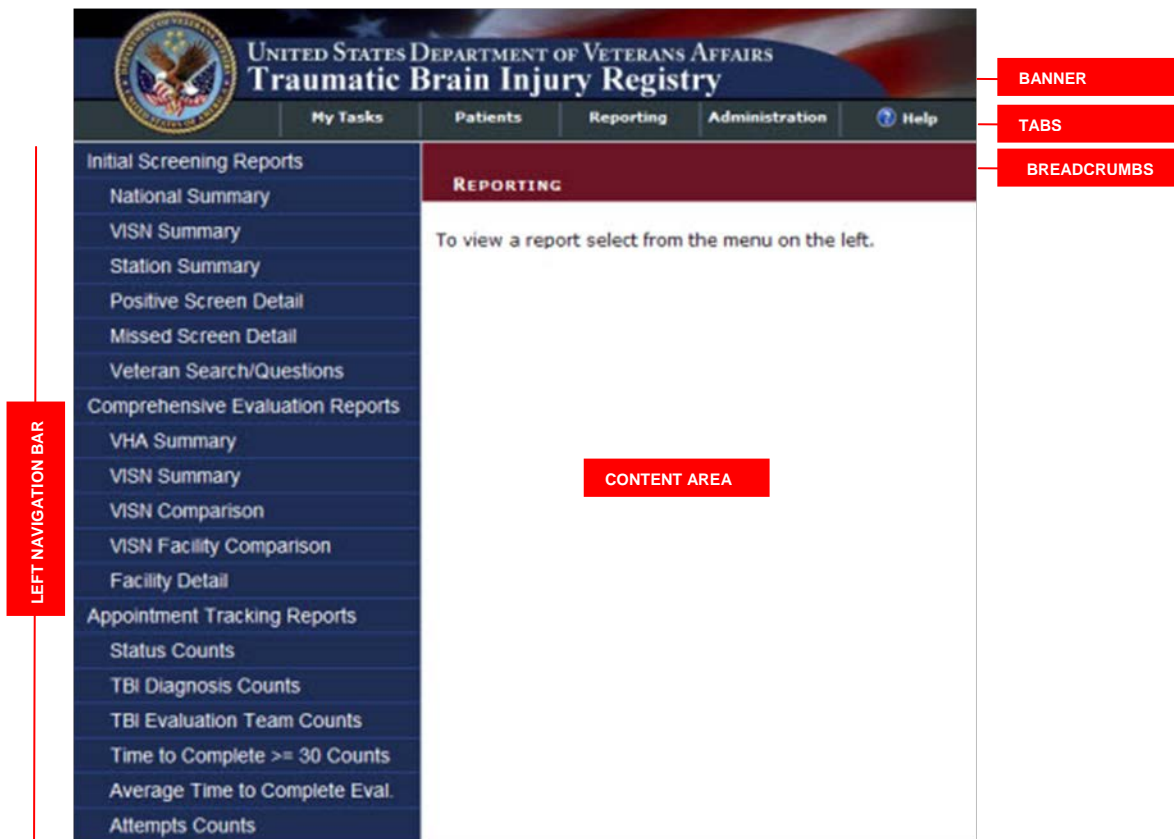 UNITED STATES DEPARTMENT OF VETERANS AFFAIRS
Traumatic Brain Injury Registry
BANNER
My Tasks Patients Reporting Administration ? Help
TABS
BREADCRUMBS
REPORTING
To view a report select from the menu on the left.
LEFT NAVIGATION BAR
Initial Screening Reports
National Summary
VISN Summary
Station Summary
Positive Screen Detail
Missed Screen Detail
Veteran Search/Questions
Comprehensive Evaluation Reports
VHA Summary
VISN Summary
VISN Comparison
VISN Facility Comparison
Facility Detail
Appointment Tracking Reports
Status Counts
TBI Diagnosis Counts
TBI Evaluation Team Counts
Time to Complete >= 30 Counts
Average Time to Complete Eval.
Attempts Counts
CONTENT AREA